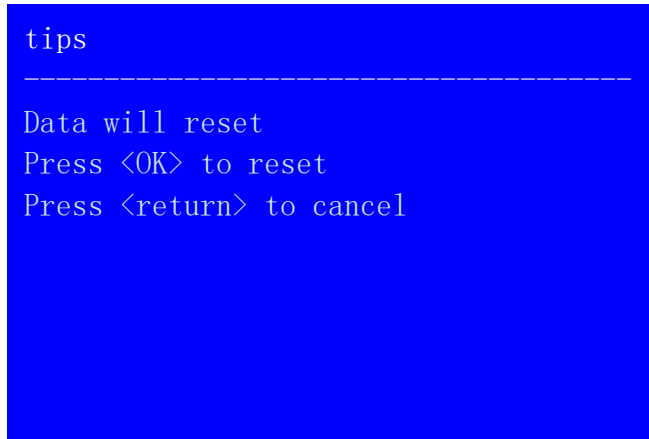 tips
--------------------------------------
Data will reset
Press <OK> to reset
Press <return> to cancel